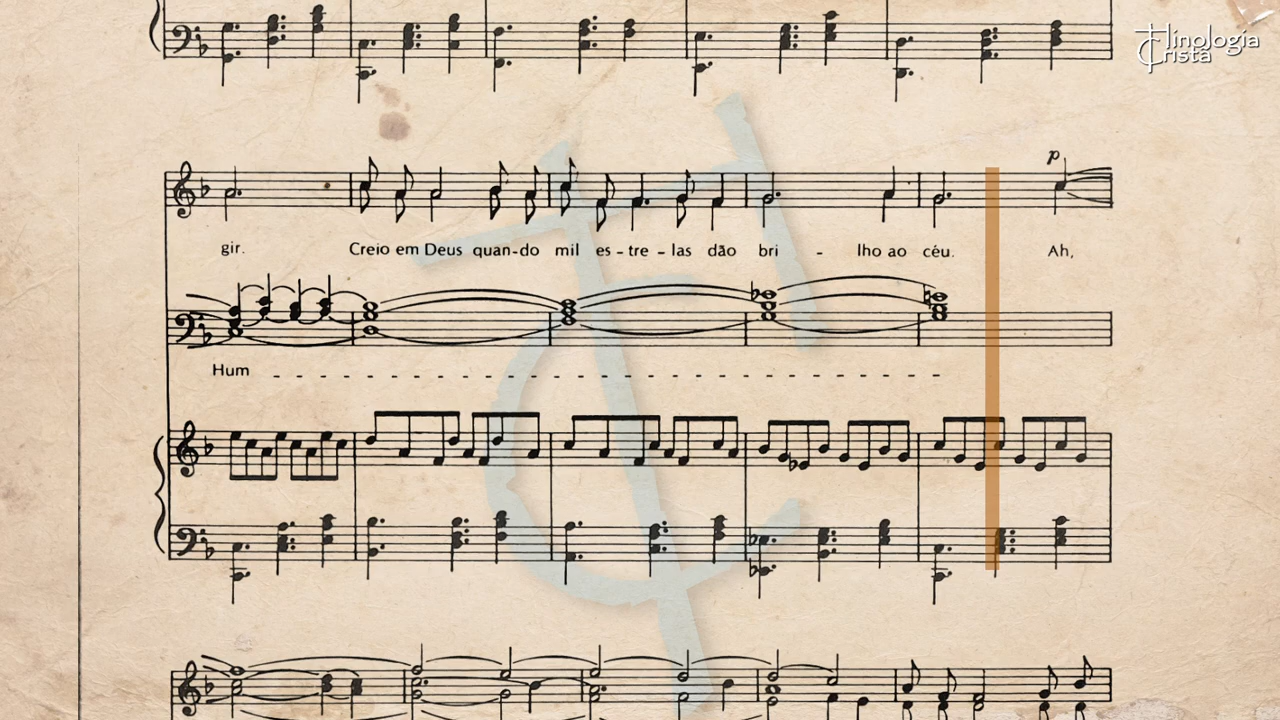 Hinologia
Cristã
p
gir. Creio em Deus quan-do mil es-tre-las dão bri - lho ao céu. Ah,
Hum - - - - - - - - - - - - - - - - - - - - - - - - - - - - -